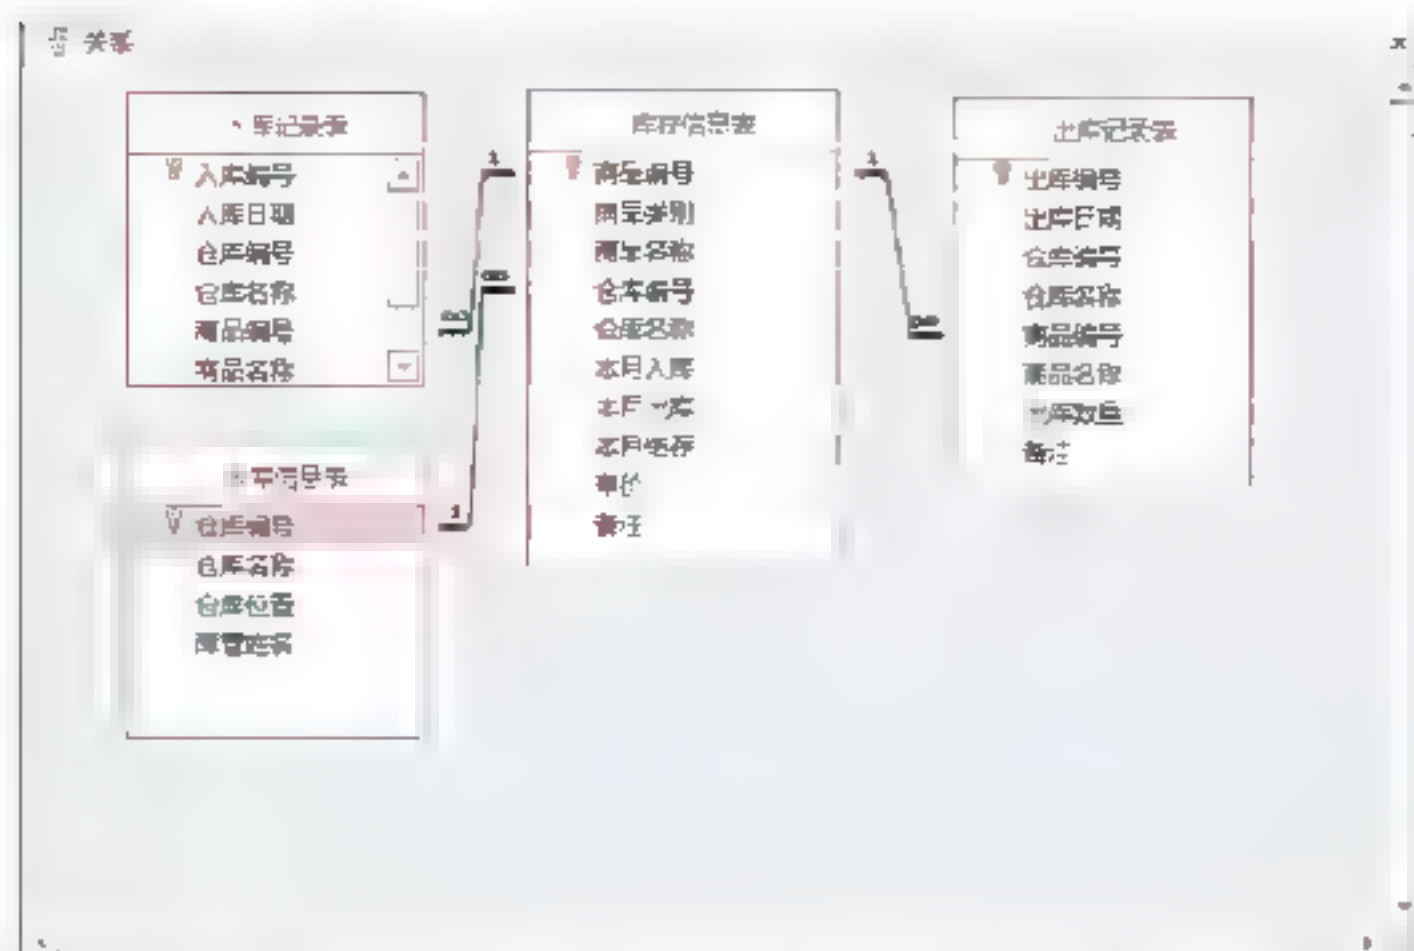 关系
入库记录表
入库编号
入库日期
仓库编号
仓库名称
商品编号
商品名称
库存信息表
商品编号
商品类别
商品名称
仓库编号
仓库名称
本月入库
本月出库
本月库存
单价
备注
出库记录表
出库编号
出库日期
仓库编号
仓库名称
商品编号
商品名称
出库数量
备注
仓库信息表
仓库编号
仓库名称
仓库位置
1
1
1